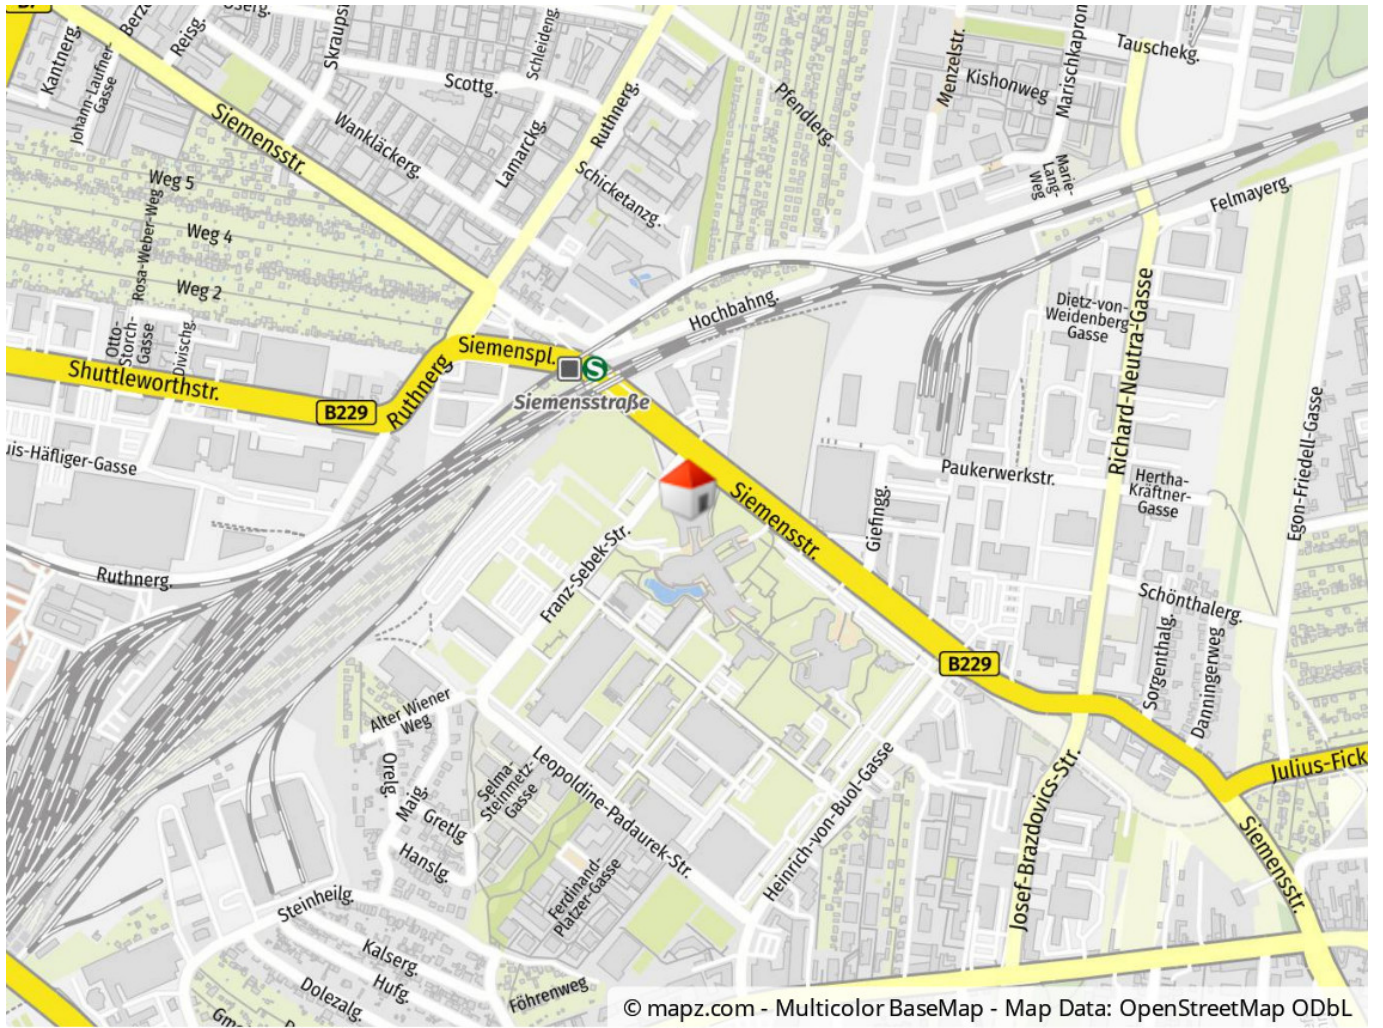 Kantnerg.
Johann-Laufner-
Gasse
Reisg.
Scottg.
Schleideng.
Siemensstr.
Wankläckerg.
Lamarckg.
Ruthnerg.
Schicketanzg.
Pfendlerg.
Menzelstr.
Kishonweg
Marischkapron
Tauschekg.
Marie-
Lang-
Weg
Felmayerg.
Weg 5
Weg 4
Weg 2
Rosa-Weber-Weg
Otto-
Storch-
Gasse
Divischg.
Hochbahng.
Siemenspl.
S
Siemensstraße
Shuttleworthstr.
B229
Ruthnerg.
uis-Häfliger-Gasse
Ruthnerg.
Dietz-von-
Weidenberg-
Gasse
Richard-Neutra-Gasse
Egon-Friedell-Gasse
Paukerwerkstr.
Hertha-
Kräftner-
Gasse
Siemensstr.
Giefingg.
Franz-Sebek-Str.
Schönthalerg.
Sorgenthalg.
Danningerweg
B229
Alter Wiener
Weg
Orelg.
Maig.
Gretlg
Hanslg.
Selma-
Steinmetz-
Gasse
Leopoldine-Padaurek-Str.
Heinrich-von-Buol-Gasse
Josef-Brazdovics-Str.
Julius-Fick
Siemensstr.
Ferdinand-
Platzer-Gasse
Steinheilg.
Kalserg.
Hufg.
Dolezalg.
Föhrenweg
© mapz.com - Multicolor BaseMap - Map Data: OpenStreetMap ODbL